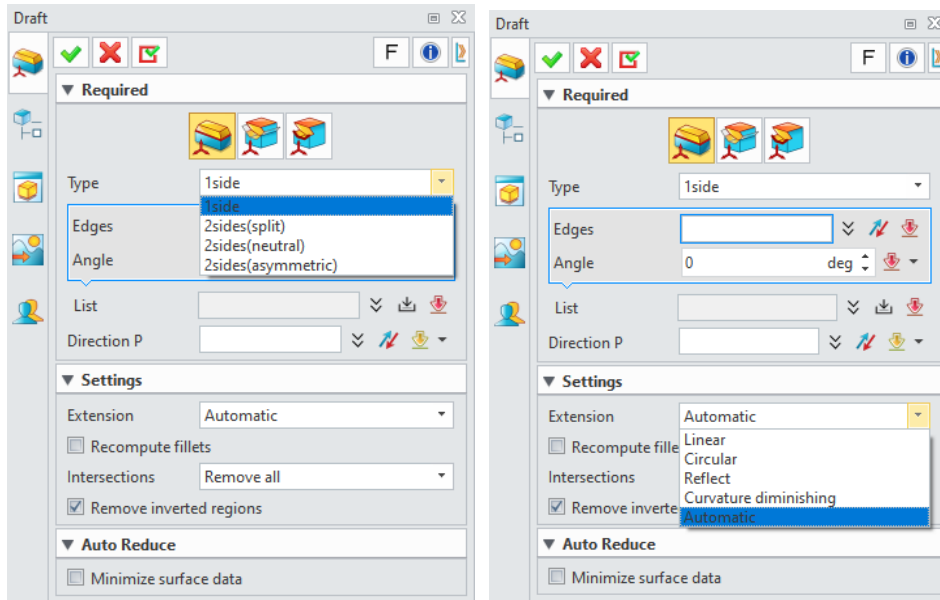 Draft
F
Required
Type
1side
1side
Edges
2sides(split)
2sides(neutral)
Angle
2sides(asymmetric)
List
Direction P
Settings
Extension
Automatic
Recompute fillets
Intersections
Remove all
Remove inverted regions
Auto Reduce
Minimize surface data
Draft
F
Required
Type
1side
Edges
Angle
0
deg
List
Direction P
Settings
Extension
Automatic
Linear
Recompute fille
Circular
Intersections
Reflect
Curvature diminishing
Remove inverte
Automatic
Auto Reduce
Minimize surface data